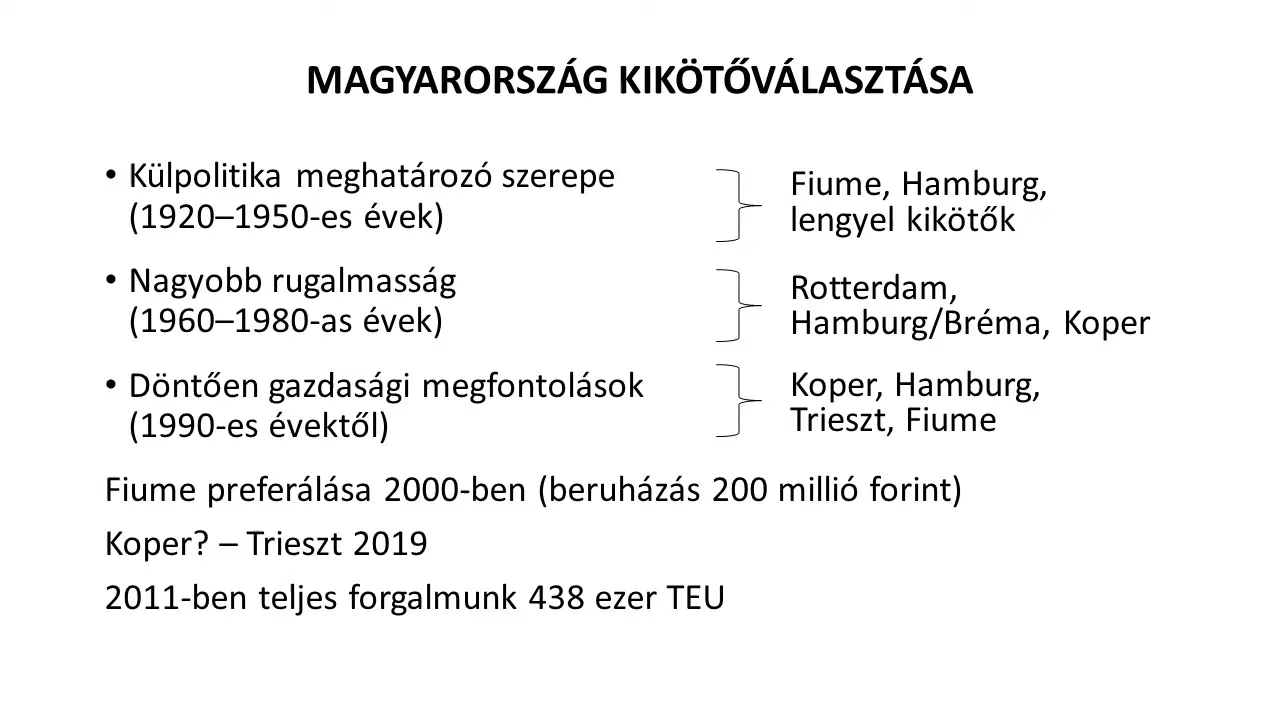 MAGYARORSZÁG KIKÖTŐVÁLASZTÁSA
• Külpolitika meghatározó szerepe
(1920–1950-es évek)
Fiume, Hamburg,
lengyel kikötők
• Nagyobb rugalmasság
(1960–1980-as évek)
Rotterdam,
Hamburg/Bréma, Koper
• Döntően gazdasági megfontolások
(1990-es évektől)
Koper, Hamburg,
Trieszt, Fiume
Fiume preferálása 2000-ben (beruházás 200 millió forint)
Koper? – Trieszt 2019
2011-ben teljes forgalmunk 438 ezer TEU